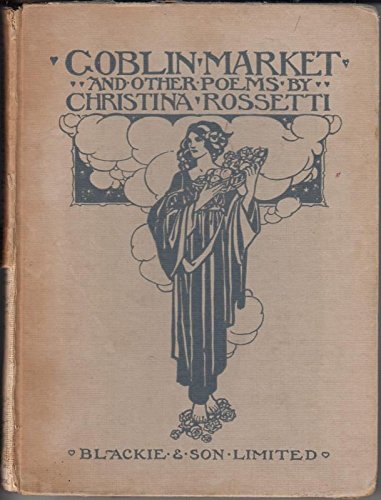 GOBLIN MARKET
AND OTHER POEMS BY
CHRISTINA ROSSETTI
BLACKIE & SON LIMITED